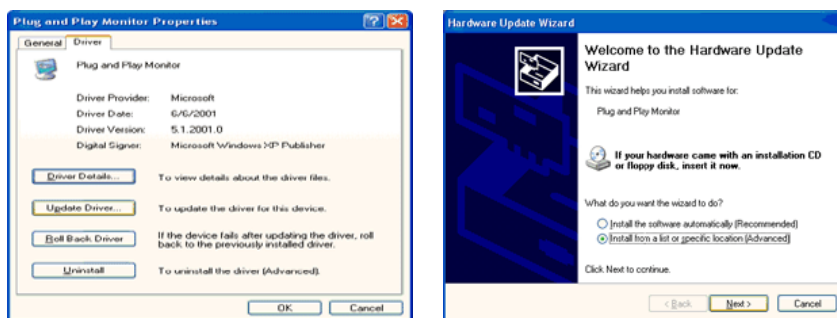 Plug and Play Monitor Properties
General Driver
Plug and Play Monitor
Driver Provider: Microsoft
Driver Date: 6/6/2001
Driver Version: 5.1.2001.0
Digital Signer: Microsoft Windows XP Publisher
Driver Details... To view details about the driver files.
Update Driver... To update the driver for this device.
Roll Back Driver If the device fails after updating the driver, roll
back to the previously installed driver.
Uninstall To uninstall the driver (Advanced).
OK Cancel
Hardware Update Wizard
Welcome to the Hardware Update
Wizard
This wizard helps you install software for:
Plug and Play Monitor
If your hardware came with an installation CD
or floppy disk, insert it now.
What do you want the wizard to do?
Install the software automatically (Recommended)
Install from a list or specific location (Advanced)
Click Next to continue.
< Back Next > Cancel